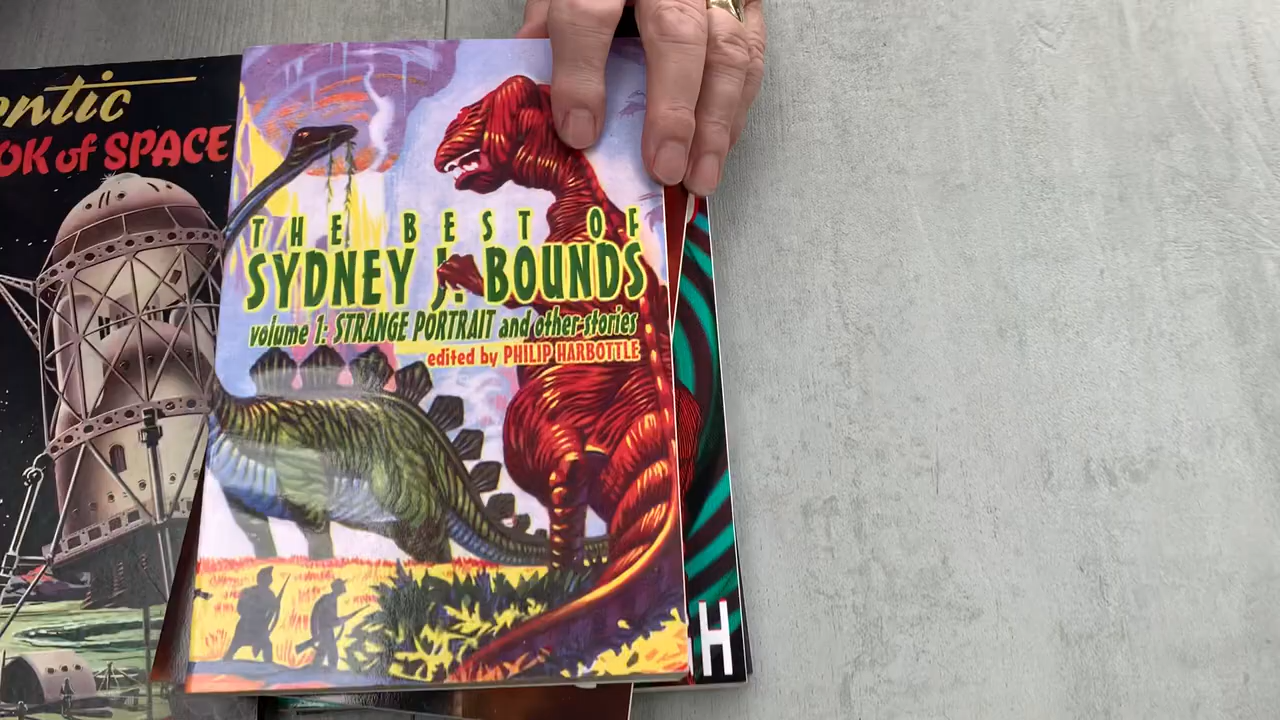 entic
OK of SPACE
THE BEST OF
SYDNEY J. BOUNDS
volume 1: STRANGE PORTRAIT and other stories
edited by PHILIP HARBOTTLE
H